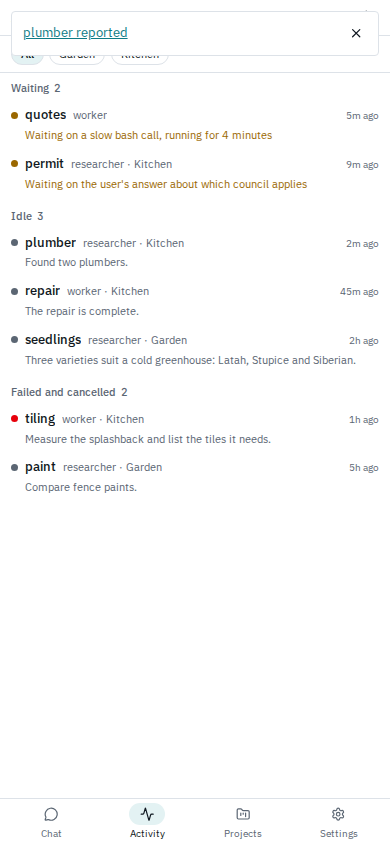 plumber reported
Waiting 2
quotes worker 5m ago
Waiting on a slow bash call, running for 4 minutes
permit researcher · Kitchen 9m ago
Waiting on the user's answer about which council applies
Idle 3
plumber researcher · Kitchen 2m ago
Found two plumbers.
repair worker · Kitchen 45m ago
The repair is complete.
seedlings researcher · Garden 2h ago
Three varieties suit a cold greenhouse: Latah, Stupice and Siberian.
Failed and cancelled 2
tiling worker · Kitchen 1h ago
Measure the splashback and list the tiles it needs.
paint researcher · Garden 5h ago
Compare fence paints.
Chat Activity Projects Settings